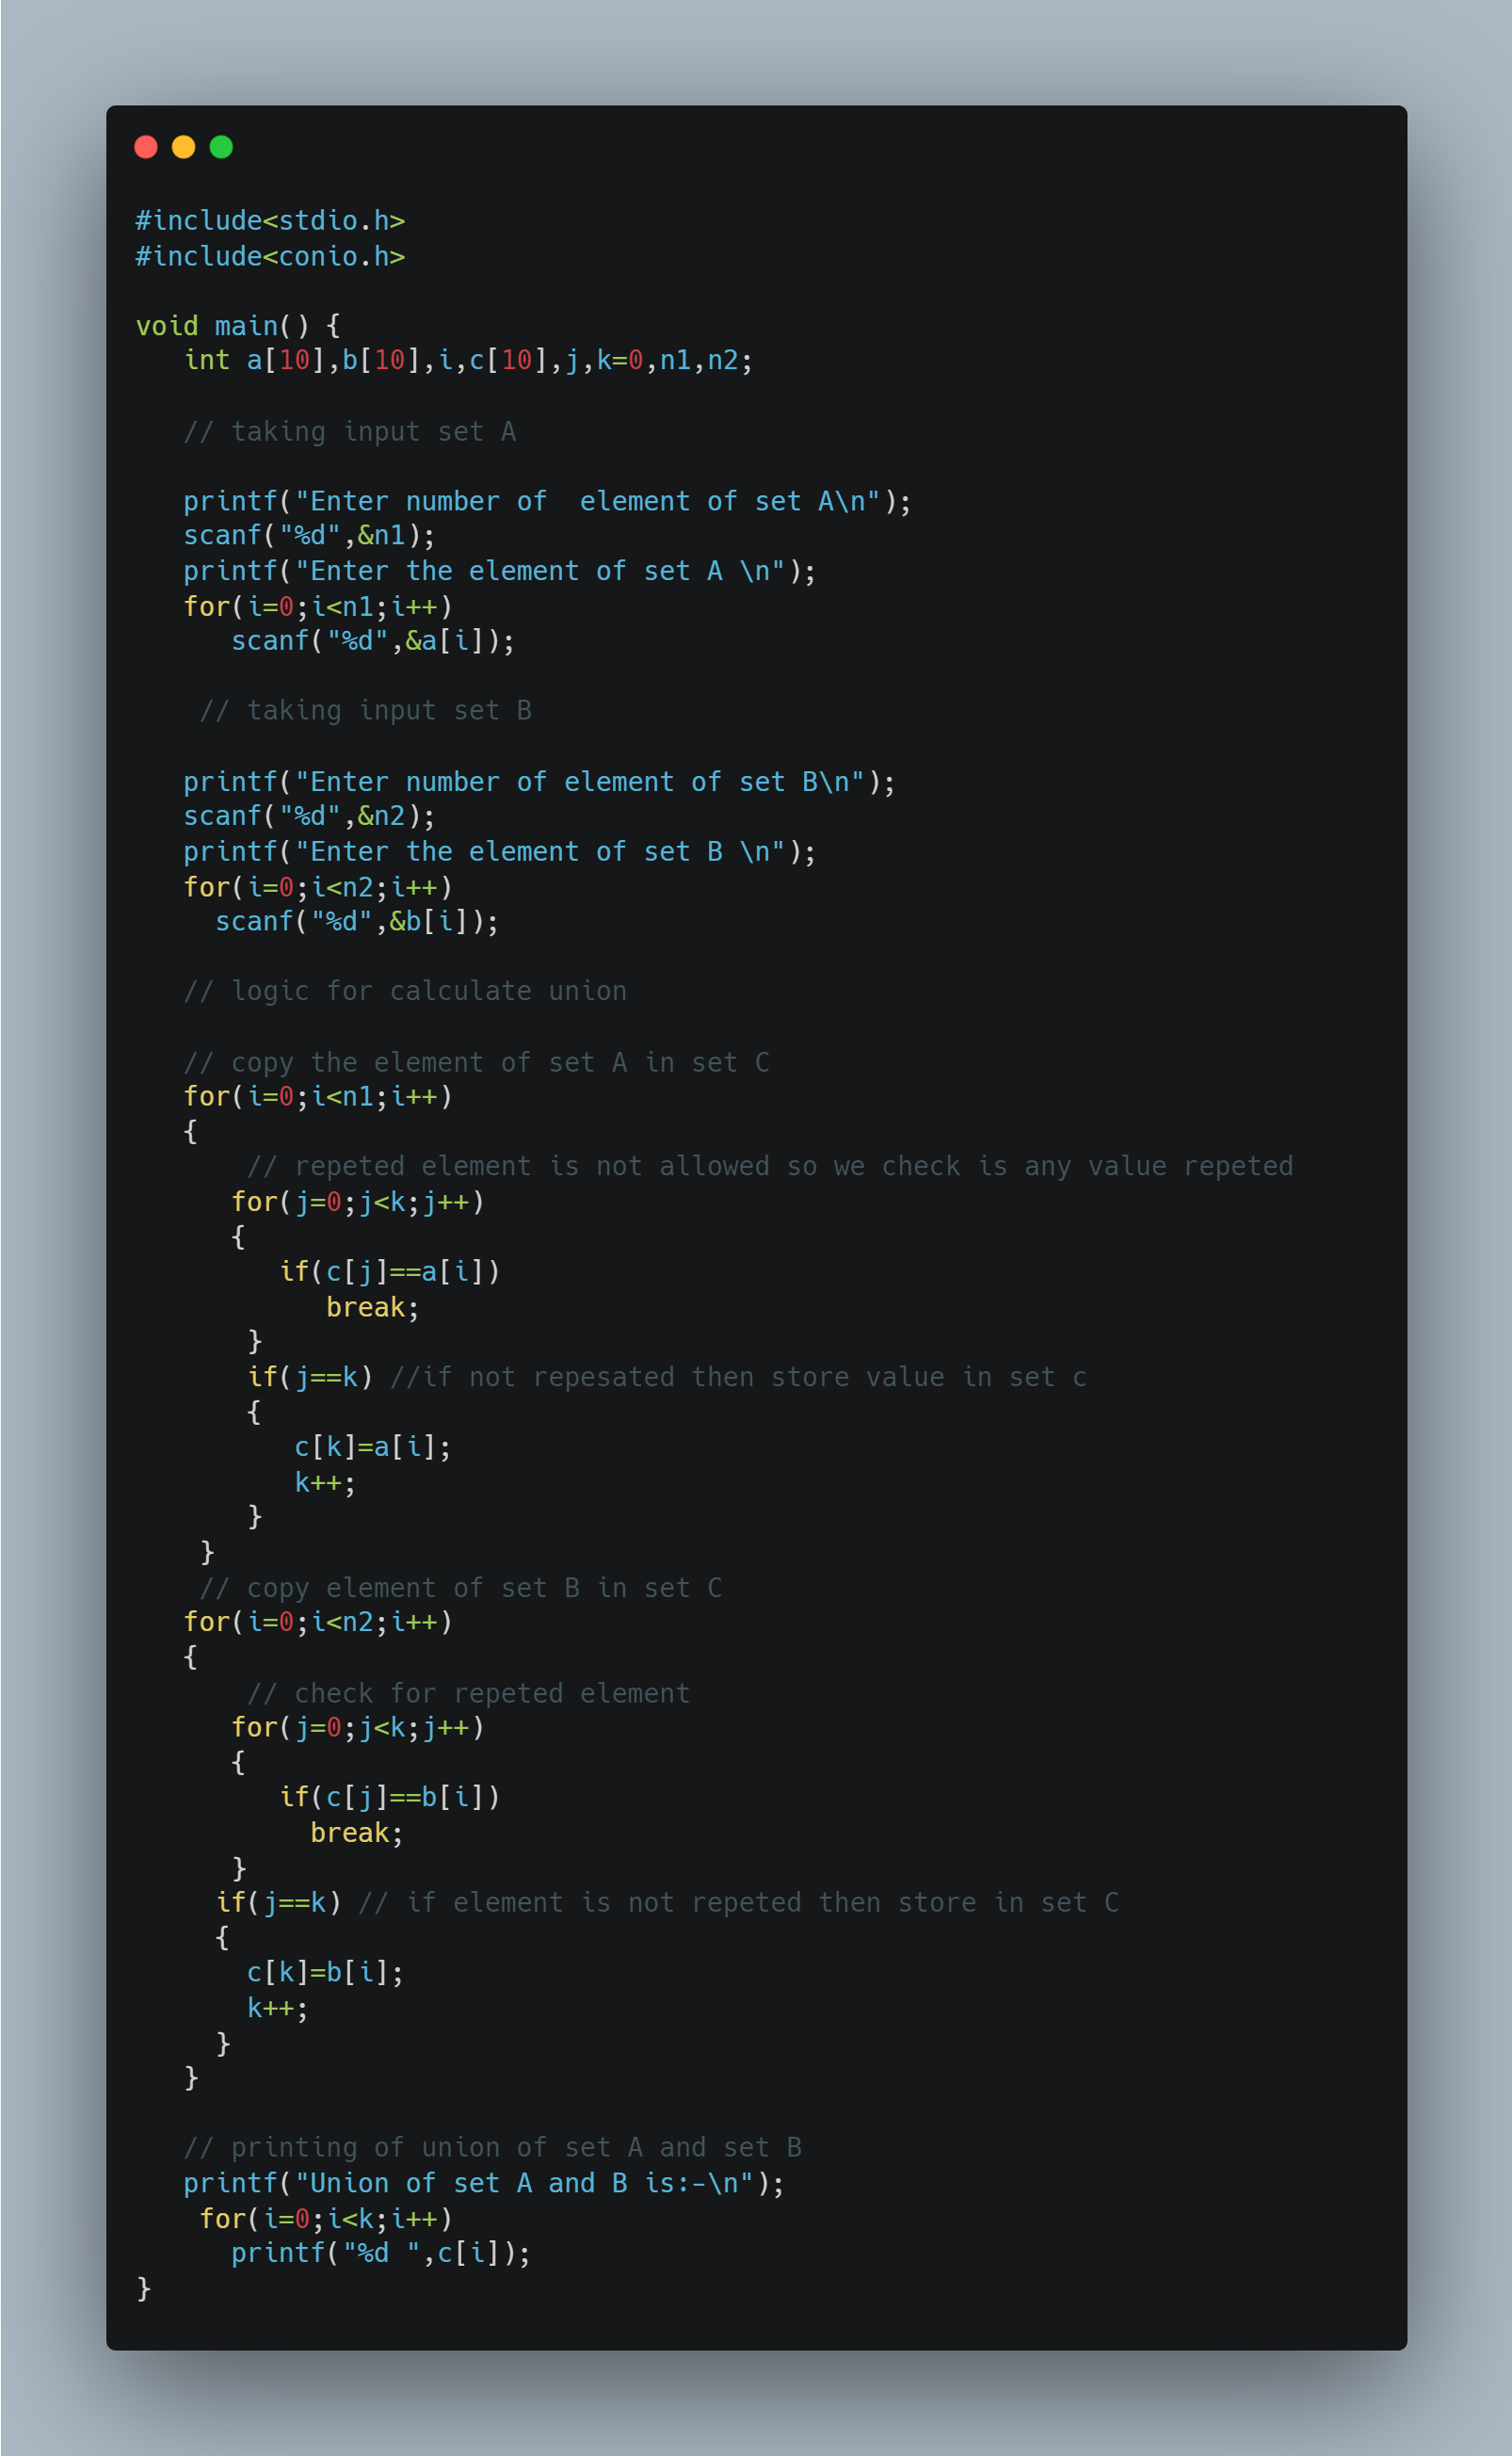 #include<stdio.h>
#include<conio.h>
void main() {
int a[10],b[10],i,c[10],j,k=0,n1,n2;
// taking input set A
printf("Enter number of  element of set A\n");
scanf("%d",&n1);
printf("Enter the element of set A \n");
for(i=0;i<n1;i++)
scanf("%d",&a[i]);
// taking input set B
printf("Enter number of element of set B\n");
scanf("%d",&n2);
printf("Enter the element of set B \n");
for(i=0;i<n2;i++)
scanf("%d",&b[i]);
// logic for calculate union
// copy the element of set A in set C
for(i=0;i<n1;i++)
{
// repeted element is not allowed so we check is any value repeted
for(j=0;j<k;j++)
{
if(c[j]==a[i])
break;
}
if(j==k) //if not repesated then store value in set c
{
c[k]=a[i];
k++;
}
}
// copy element of set B in set C
for(i=0;i<n2;i++)
{
// check for repeted element
for(j=0;j<k;j++)
{
if(c[j]==b[i])
break;
}
if(j==k) // if element is not repeted then store in set C
{
c[k]=b[i];
k++;
}
}
// printing of union of set A and set B
printf("Union of set A and B is:-\n");
for(i=0;i<k;i++)
printf("%d ",c[i]);
}